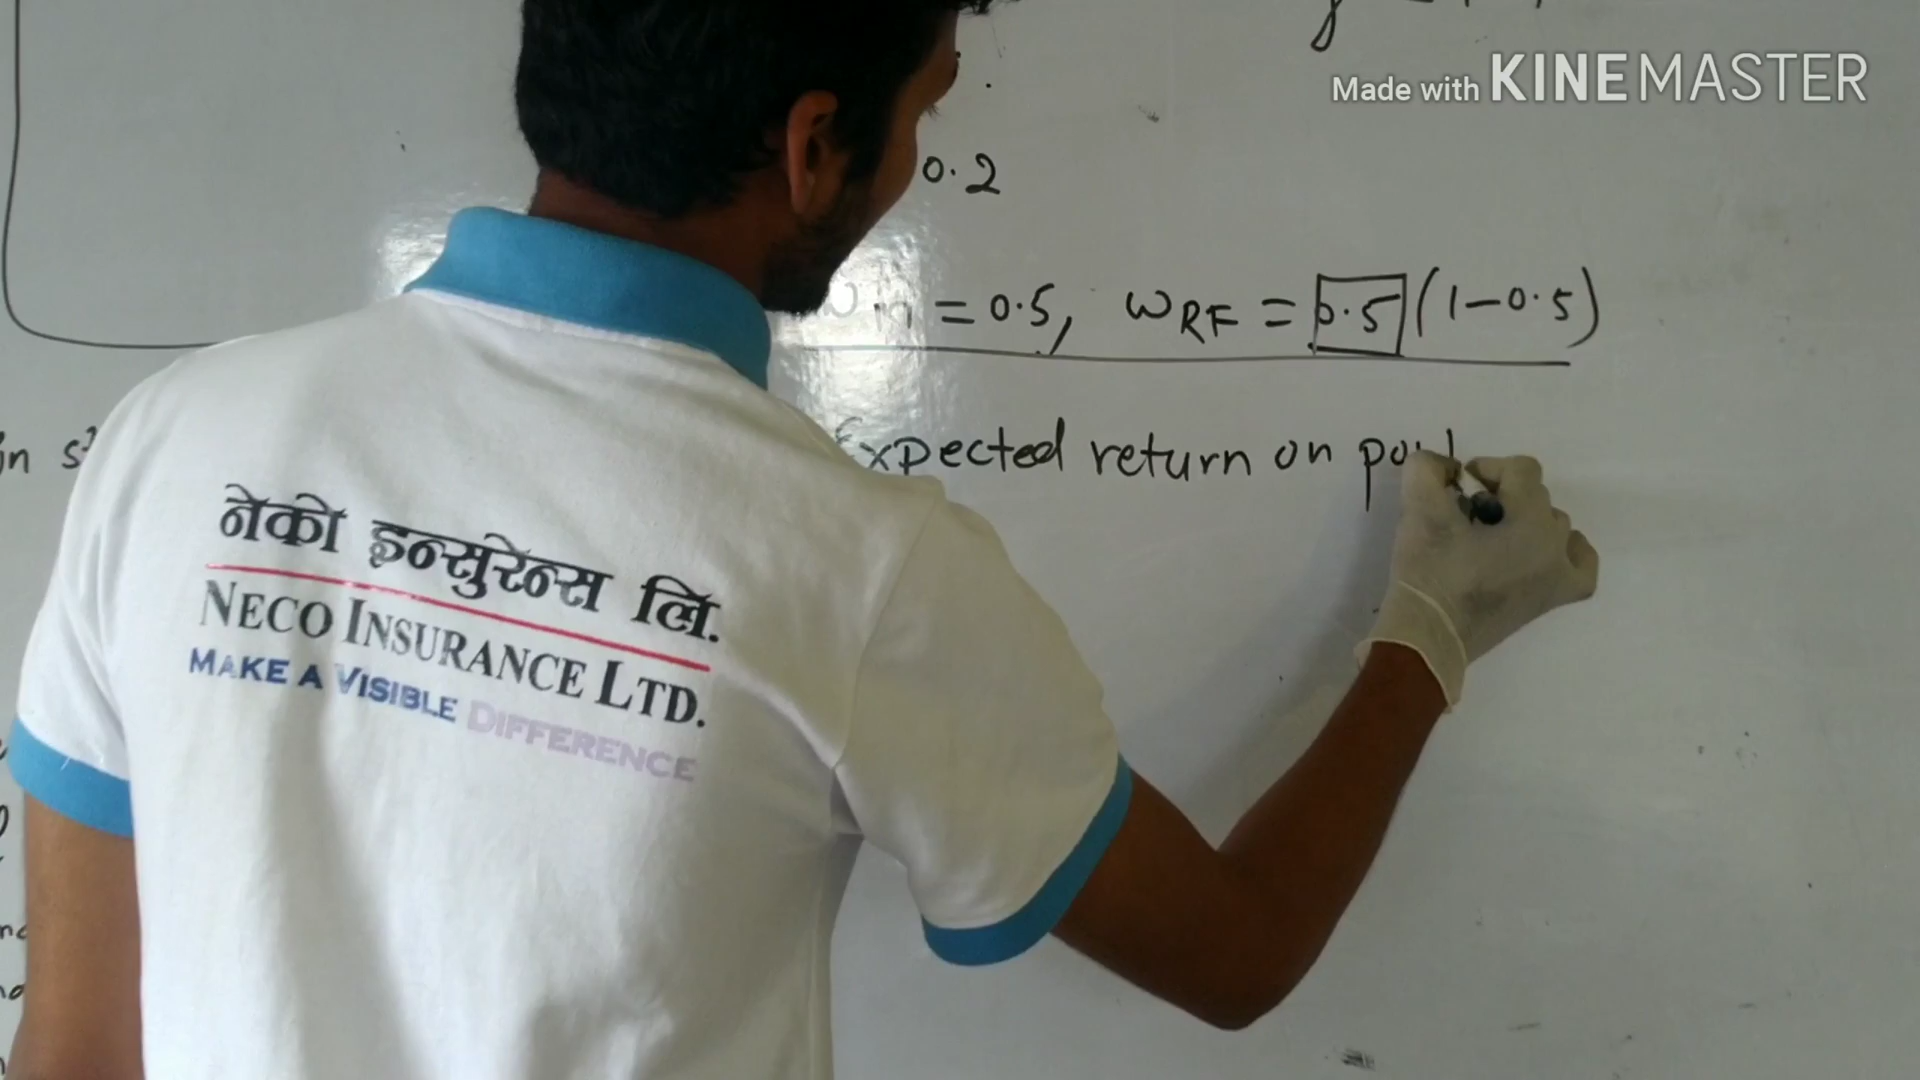 Made with KINEMASTER
0.2
= 0.5, WRF = 0.5 (1-0.5)
Expected return on
नेको इन्सुरेन्स लि.
NECO INSURANCE LTD.
MAKE A VISIBLE DIFFERENCE